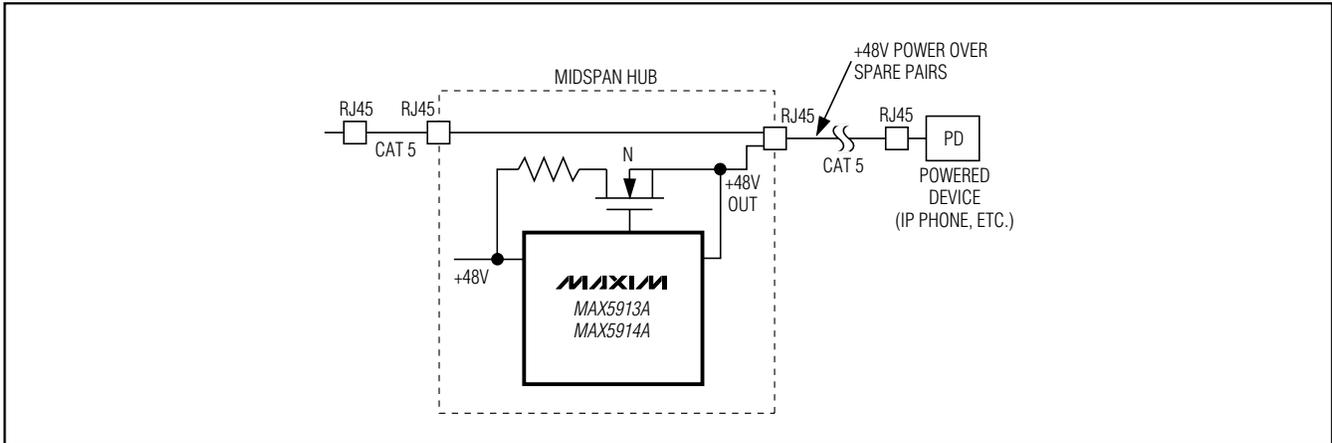 +48V POWER OVER
SPARE PAIRS
MIDSPAN HUB
RJ45
RJ45
RJ45
RJ45
CAT 5
CAT 5
N
+48V
OUT
PD
POWERED
DEVICE
(IP PHONE, ETC.)
+48V
MAXIM
MAX5913A
MAX5914A